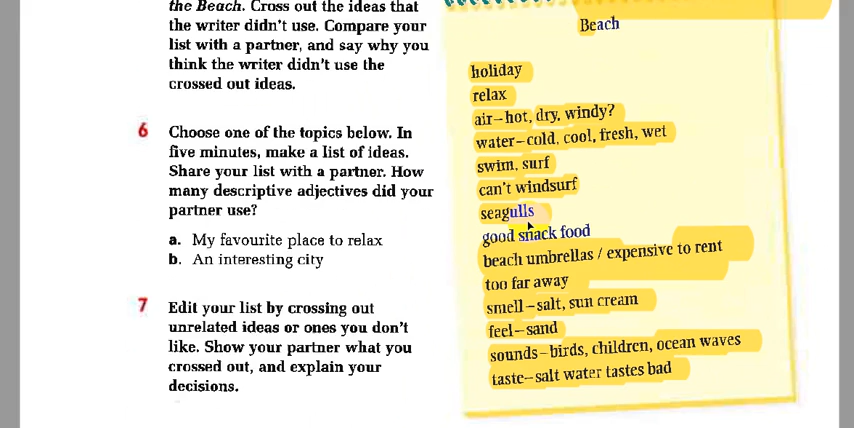 the Beach. Cross out the ideas that
the writer didn't use. Compare your
list with a partner, and say why you
think the writer didn't use the
crossed out ideas.
6 Choose one of the topics below. In
five minutes, make a list of ideas.
Share your list with a partner. How
many descriptive adjectives did your
partner use?
a. My favourite place to relax
b. An interesting city
7 Edit your list by crossing out
unrelated ideas or ones you don't
like. Show your partner what you
crossed out, and explain your
decisions.
Beach
holiday
relax
air–hot, dry, windy?
water–cold, cool, fresh, wet
swim, surf
can't windsurf
seagulls
good snack food
beach umbrellas / expensive to rent
too far away
smell–salt, sun cream
feel–sand
sounds–birds, children, ocean waves
taste–salt water tastes bad